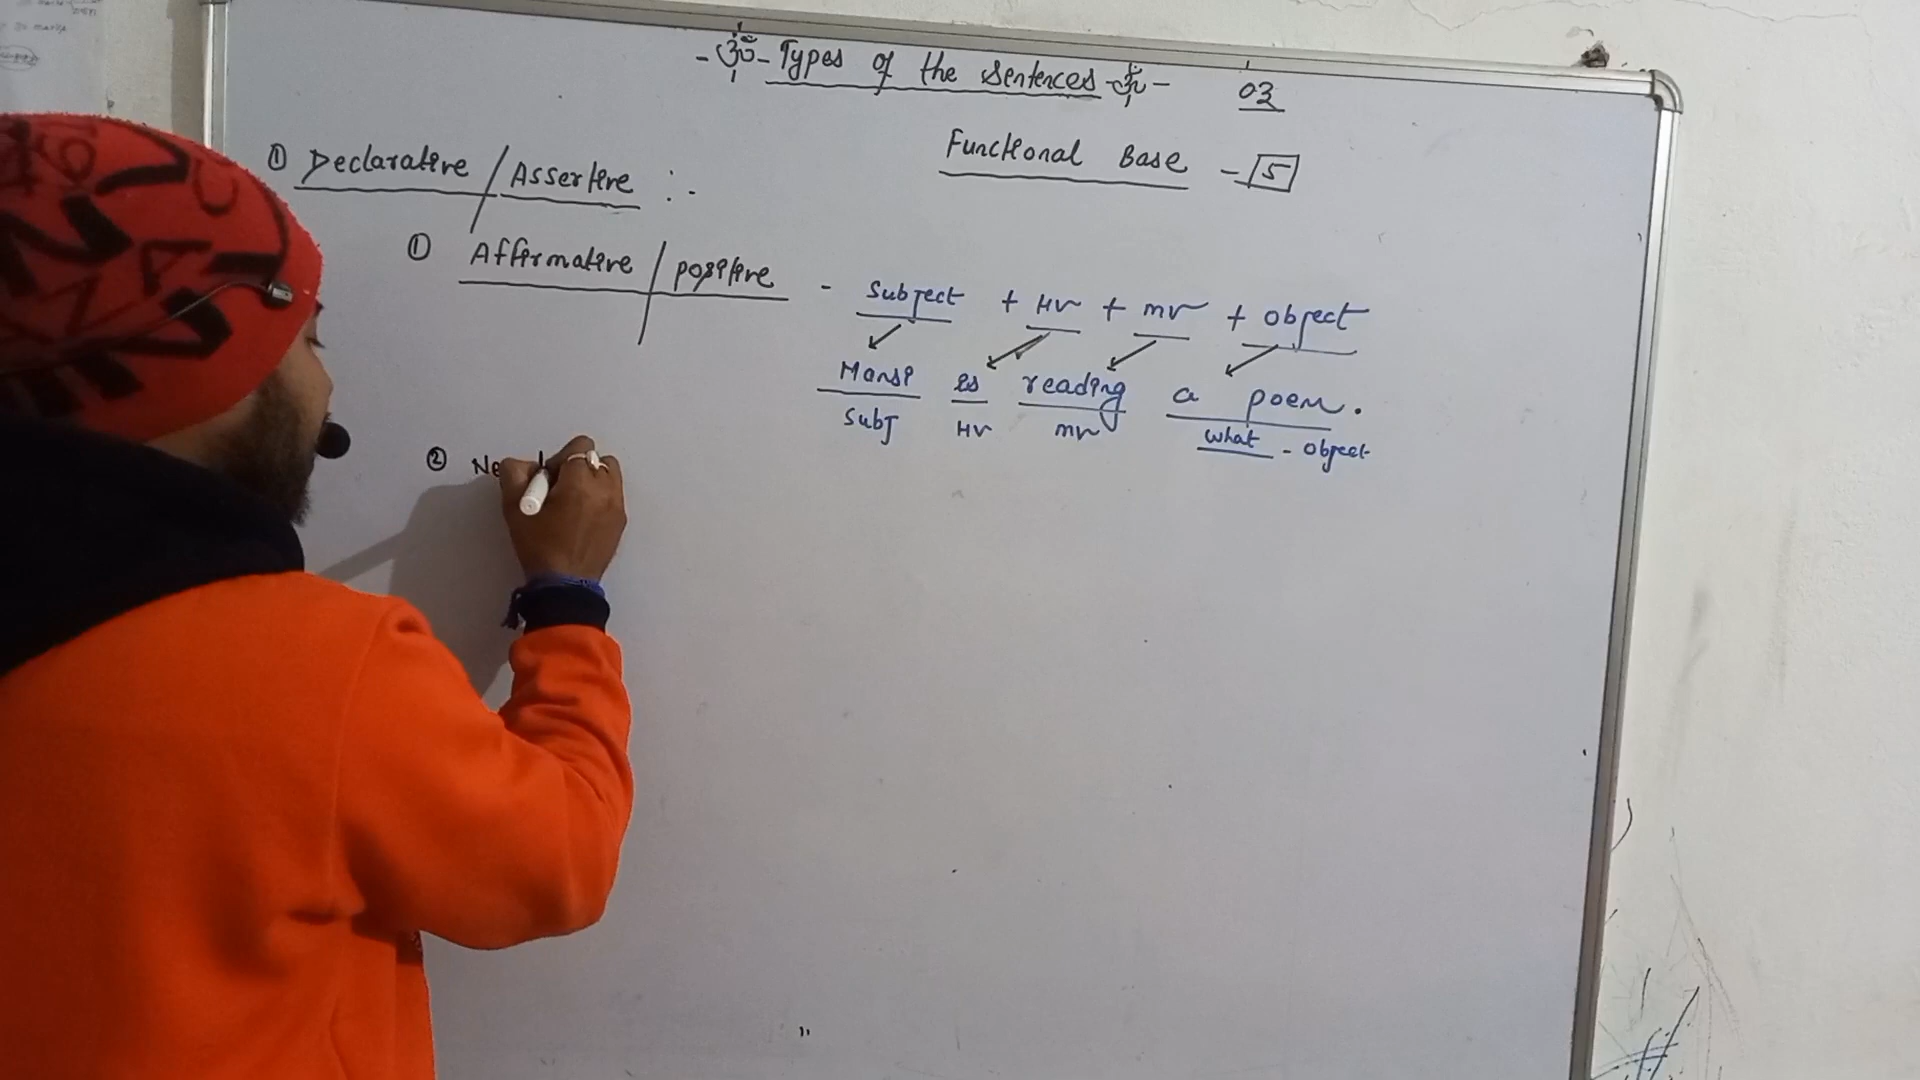 -ॐ- Types of the Sentences -ॐ- 03
Functional Base - 5
① Declarative / Assertive :-
① Affirmative / positive - Subject + HV + mv + object
Mansi is reading a poem.
Subj HV mv what - object
② Ne